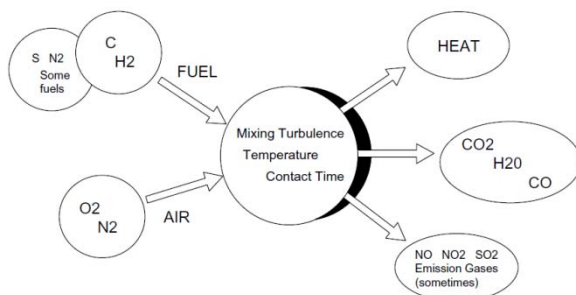 S N2
Some
fuels
C
H2
FUEL
O2
N2
AIR
Mixing Turbulence
Temperature
Contact Time
HEAT
CO2
H20
CO
NO NO2 SO2
Emission Gases
(sometimes)